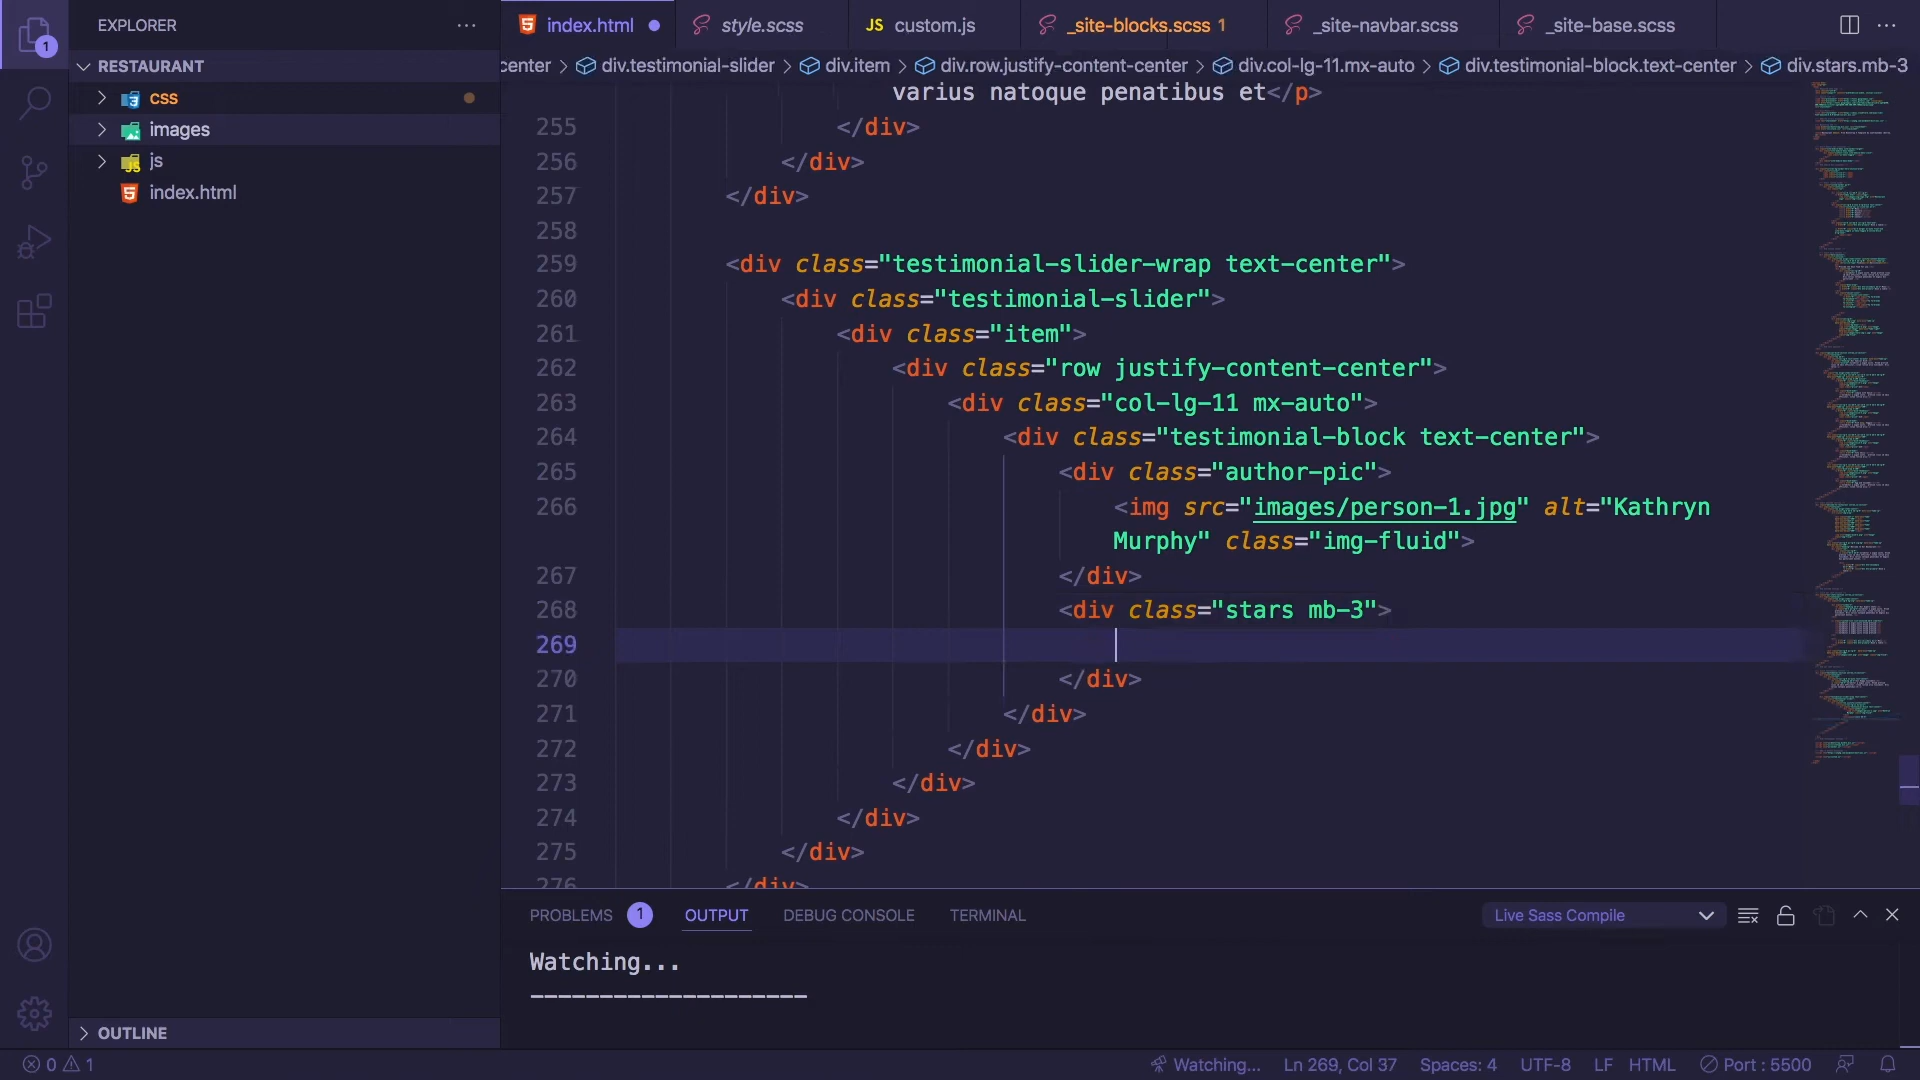 EXPLORER
index.html
style.scss
JS custom.js
_site-blocks.scss 1
_site-navbar.scss
_site-base.scss
1
RESTAURANT
center > div.testimonial-slider > div.item > div.row.justify-content-center > div.col-lg-11.mx-auto > div.testimonial-block.text-center > div.stars.mb-3
css
images
js
index.html
varius natoque penatibus et</p>
255 </div>
256 </div>
257 </div>
258
259 <div class="testimonial-slider-wrap text-center">
260 <div class="testimonial-slider">
261 <div class="item">
262 <div class="row justify-content-center">
263 <div class="col-lg-11 mx-auto">
264 <div class="testimonial-block text-center">
265 <div class="author-pic">
266 <img src="images/person-1.jpg" alt="Kathryn
Murphy" class="img-fluid">
267 </div>
268 <div class="stars mb-3">
269
270 </div>
271 </div>
272 </div>
273 </div>
274 </div>
275 </div>
276 </div>
PROBLEMS 1 OUTPUT DEBUG CONSOLE TERMINAL Live Sass Compile
Watching...
--------------------
OUTLINE
0 1 Watching... Ln 269, Col 37 Spaces: 4 UTF-8 LF HTML Port : 5500